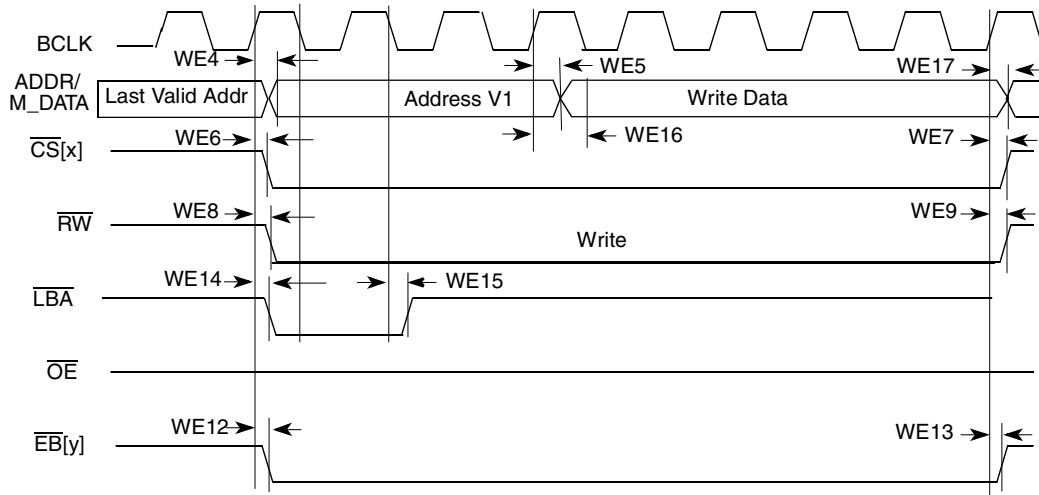 BCLK
WE4
WE5
WE17
ADDR/
M_DATA
Last Valid Addr
Address V1
Write Data
WE6
WE16
WE7
CS[x]
WE8
WE9
RW
Write
WE14
WE15
LBA
OE
WE12
WE13
EB[y]